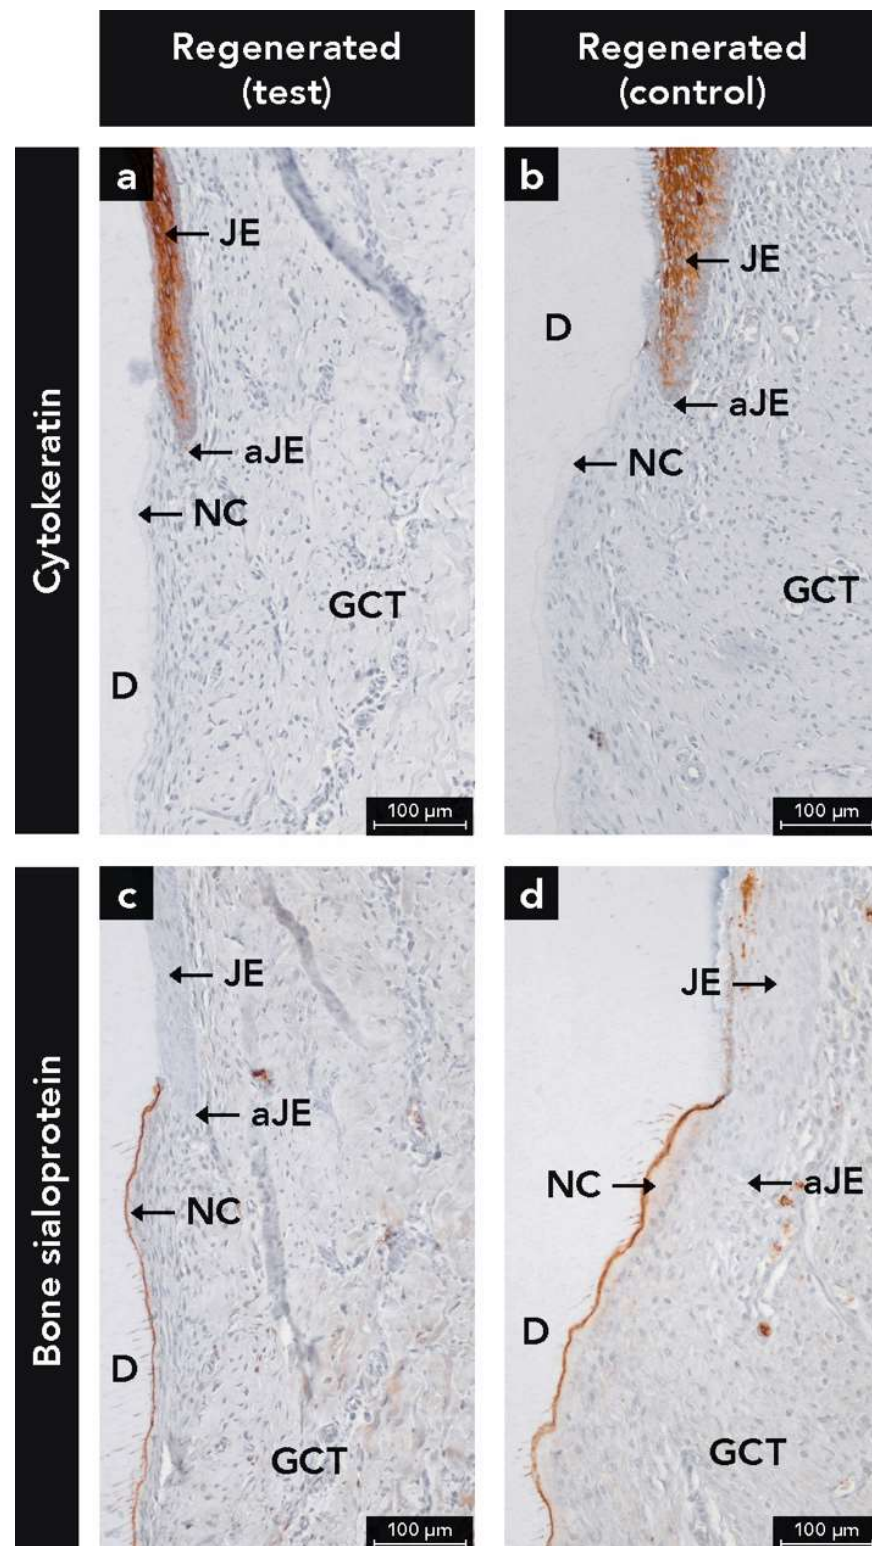 Regenerated
(test)
Regenerated
(control)
Cytokeratin
a
JE
aJE
NC
GCT
D
100 µm
b
JE
D
aJE
NC
GCT
100 µm
Bone sialoprotein
c
JE
aJE
NC
D
GCT
100 µm
d
JE
NC
aJE
D
GCT
100 µm